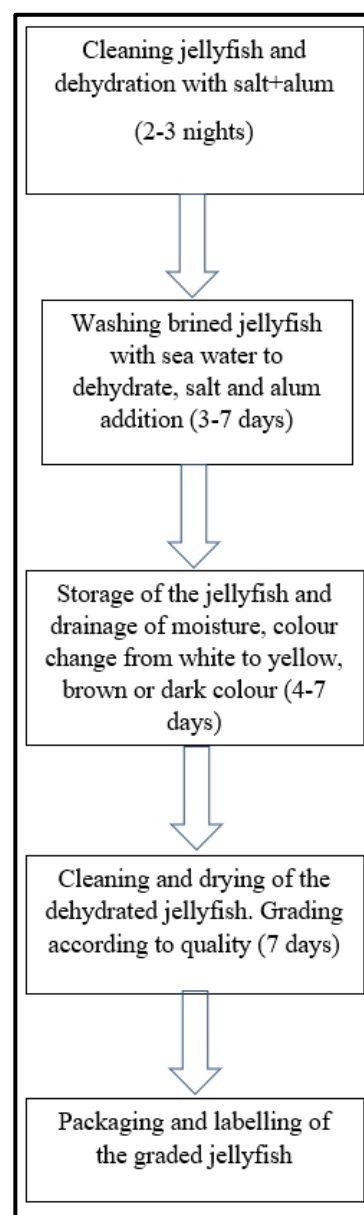 Cleaning jellyfish and
dehydration with salt+alum
(2-3 nights)
Washing brined jellyfish
with sea water to
dehydrate, salt and alum
addition (3-7 days)
Storage of the jellyfish and
drainage of moisture, colour
change from white to yellow,
brown or dark colour (4-7
days)
Cleaning and drying of the
dehydrated jellyfish. Grading
according to quality (7 days)
Packaging and labelling of
the graded jellyfish